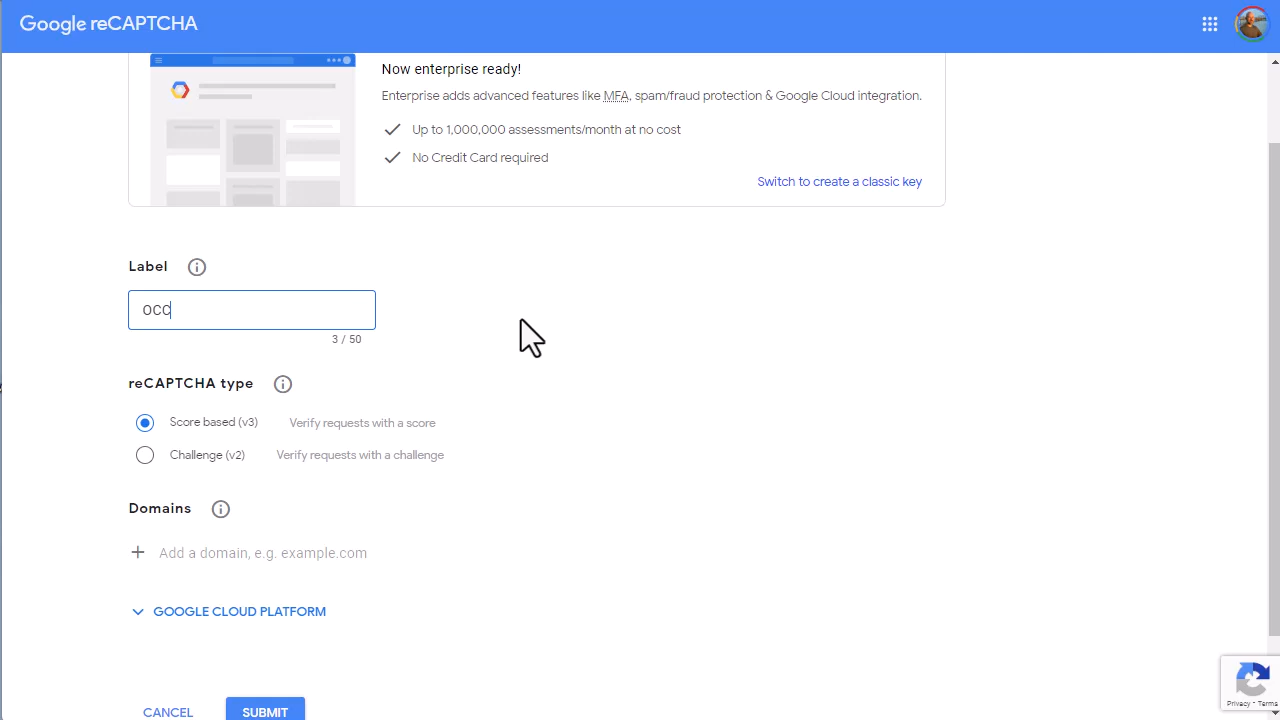 Google reCAPTCHA
Now enterprise ready!
Enterprise adds advanced features like MFA, spam/fraud protection & Google Cloud integration.
Up to 1,000,000 assessments/month at no cost
No Credit Card required
Switch to create a classic key
Label
occ
3 / 50
reCAPTCHA type
Score based (v3) Verify requests with a score
Challenge (v2) Verify requests with a challenge
Domains
Add a domain, e.g. example.com
GOOGLE CLOUD PLATFORM
CANCEL SUBMIT
Privacy - Terms